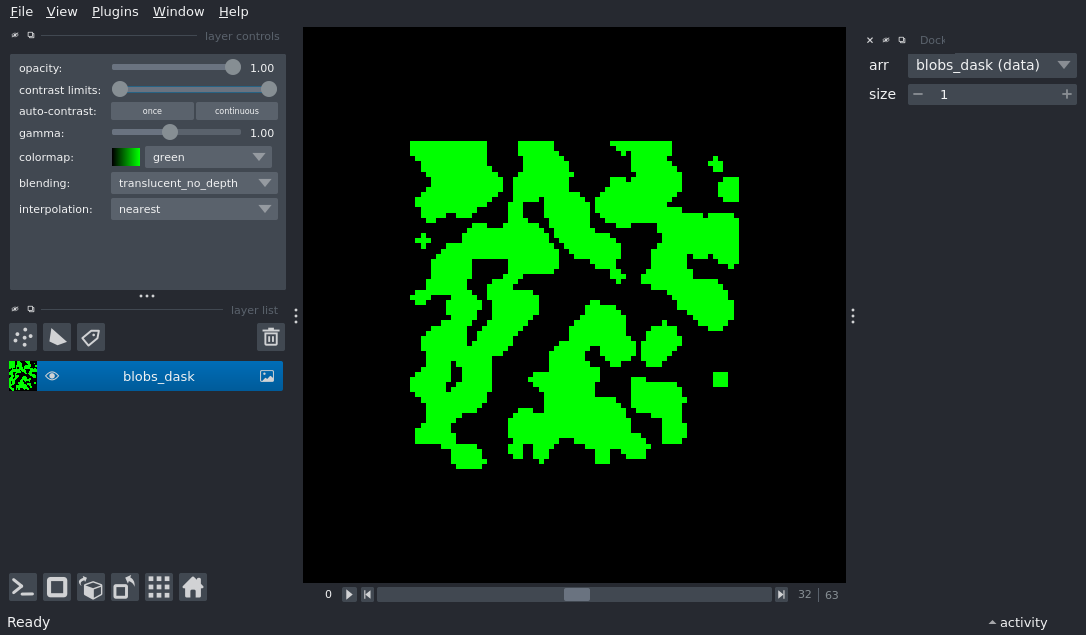 File View Plugins Window Help
layer controls
opacity: 1.00
contrast limits:
auto-contrast: once continuous
gamma: 1.00
colormap: green
blending: translucent_no_depth
interpolation: nearest
layer list
blobs_dask
0 32 63
Dock
arr blobs_dask (data)
size 1
Ready
activity